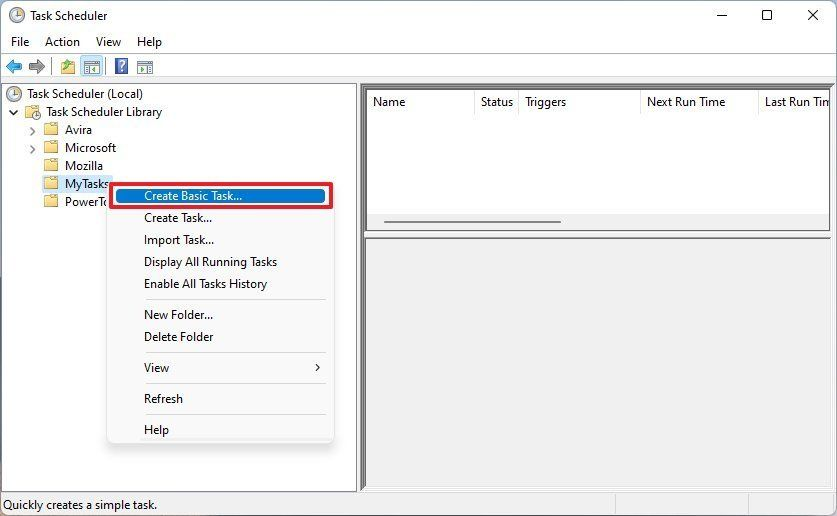 Task Scheduler
File Action View Help
Task Scheduler (Local)
Task Scheduler Library
Avira
Microsoft
Mozilla
MyTasks
Create Basic Task...
Create Task...
Import Task...
Display All Running Tasks
Enable All Tasks History
New Folder...
Delete Folder
View
Refresh
Help
Name Status Triggers Next Run Time Last Run
Quickly creates a simple task.